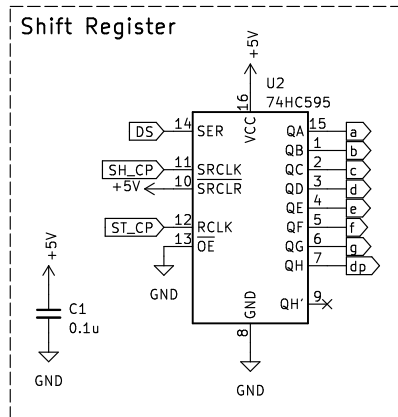 Shift Register
+5V
U2
74HC595
16
VCC
DS 14 SER QA 15 a
QB 1 b
SH_CP 11 SRCLK QC 2 c
+5V 10 SRCLR QD 3 d
QE 4 e
ST_CP 12 RCLK QF 5 f
13 OE QG 6 g
QH 7 dp
GND
QH' 9
GND
8
GND
+5V
C1
0.1u
GND